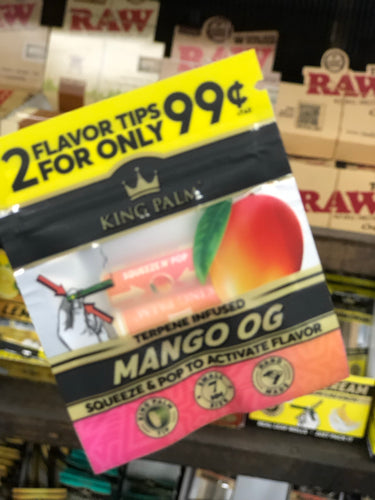 RAW
RAW
RAW
RAW
RAW
2 FLAVOR TIPS
FOR ONLY 99¢
KING PALM
SQUEEZE N' POP
TERPENE INFUSED
MANGO OG
SQUEEZE & POP TO ACTIVATE FLAVOR